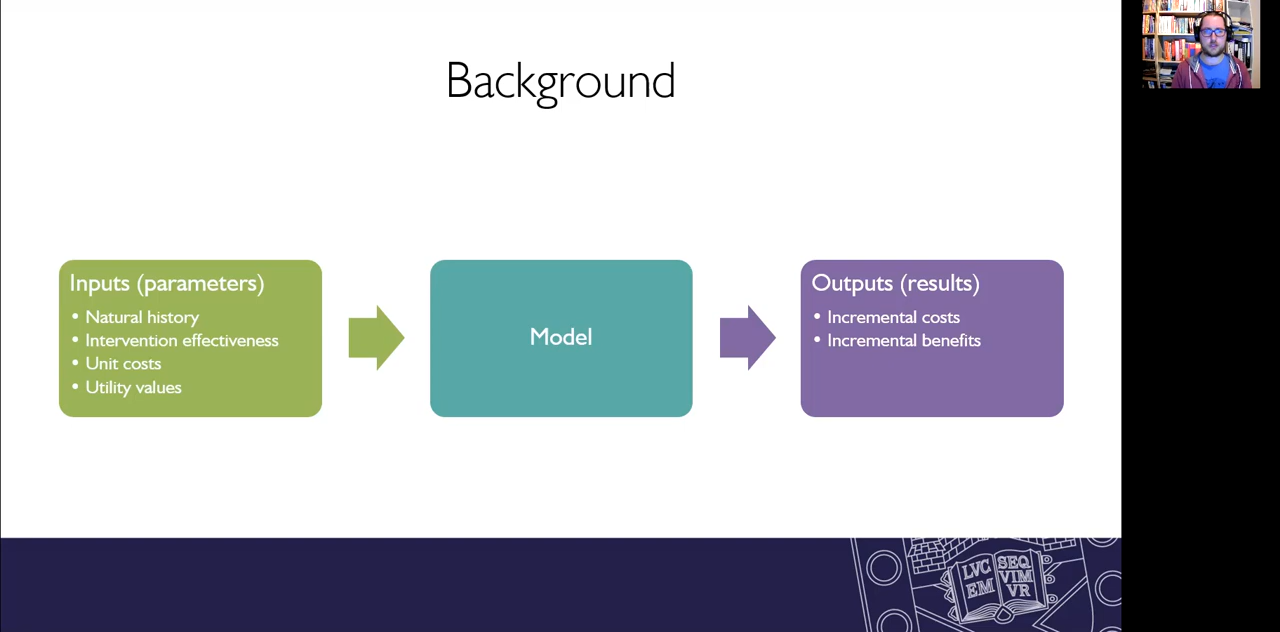 Background
Inputs (parameters)
• Natural history
• Intervention effectiveness
• Unit costs
• Utility values
Model
Outputs (results)
• Incremental costs
• Incremental benefits
LVC
EM
SEQ
VIM
VR